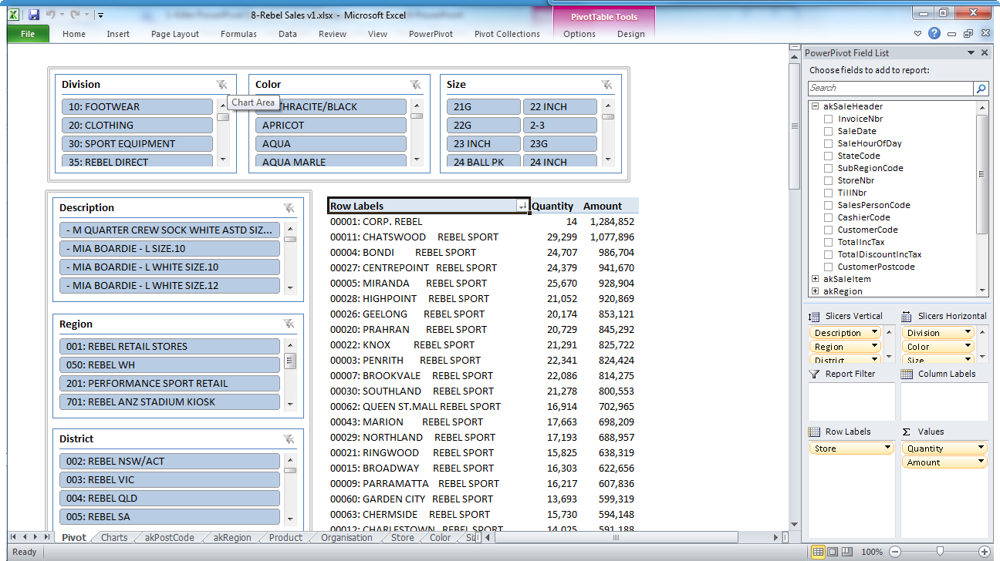 8-Rebel Sales v1.xlsx - Microsoft Excel
PivotTable Tools
File Home Insert Page Layout Formulas Data Review View PowerPivot Pivot Collections Options Design
Division
10: FOOTWEAR
20: CLOTHING
30: SPORT EQUIPMENT
35: REBEL DIRECT
Chart Area
Color
THRACITE/BLACK
APRICOT
AQUA
AQUA MARLE
Size
21G 22 INCH
22G 2-3
23 INCH 23G
24 BALL PK 24 INCH
Description
- M QUARTER CREW SOCK WHITE ASTD SIZ...
- MIA BOARDIE - L SIZE.10
- MIA BOARDIE - L WHITE SIZE.10
- MIA BOARDIE - L WHITE SIZE.12
Region
001: REBEL RETAIL STORES
050: REBEL WH
201: PERFORMANCE SPORT RETAIL
701: REBEL ANZ STADIUM KIOSK
District
002: REBEL NSW/ACT
003: REBEL VIC
004: REBEL QLD
005: REBEL SA
Row Labels Quantity Amount
00001: CORP. REBEL 14 1,284,852
00011: CHATSWOOD REBEL SPORT 29,299 1,077,896
00004: BONDI REBEL SPORT 24,707 986,704
00027: CENTREPOINT REBEL SPORT 24,379 941,670
00005: MIRANDA REBEL SPORT 25,670 928,904
00028: HIGHPOINT REBEL SPORT 21,052 920,869
00026: GEELONG REBEL SPORT 20,174 853,121
00020: PRAHRAN REBEL SPORT 20,729 845,292
00022: KNOX REBEL SPORT 21,291 825,722
00003: PENRITH REBEL SPORT 22,341 824,424
00007: BROOKVALE REBEL SPORT 22,086 814,275
00030: SOUTHLAND REBEL SPORT 21,278 800,553
00062: QUEEN ST.MALL REBEL SPORT 16,914 702,965
00043: MARION REBEL SPORT 17,663 698,209
00029: NORTHLAND REBEL SPORT 17,193 688,957
00021: RINGWOOD REBEL SPORT 15,825 638,319
00015: BROADWAY REBEL SPORT 16,303 622,656
00009: PARRAMATTA REBEL SPORT 16,217 607,836
00060: GARDEN CITY REBEL SPORT 13,693 599,319
00063: CHERMSIDE REBEL SPORT 15,730 594,148
00012: CHARLESTOWN REBEL SPORT 14,025 591,188
PowerPivot Field List
Choose fields to add to report:
Search
akSaleHeader
InvoiceNbr
SaleDate
SaleHourOfDay
StateCode
SubRegionCode
StoreNbr
TillNbr
SalesPersonCode
CashierCode
CustomerCode
TotalIncTax
TotalDiscountIncTax
CustomerPostcode
akSaleItem
akRegion
Slicers Vertical
Description
Region
District
Slicers Horizontal
Division
Color
Size
Report Filter
Column Labels
Row Labels
Store
Σ Values
Quantity
Amount
Pivot Charts akPostCode akRegion Product Organisation Store Color Si
Ready
100%